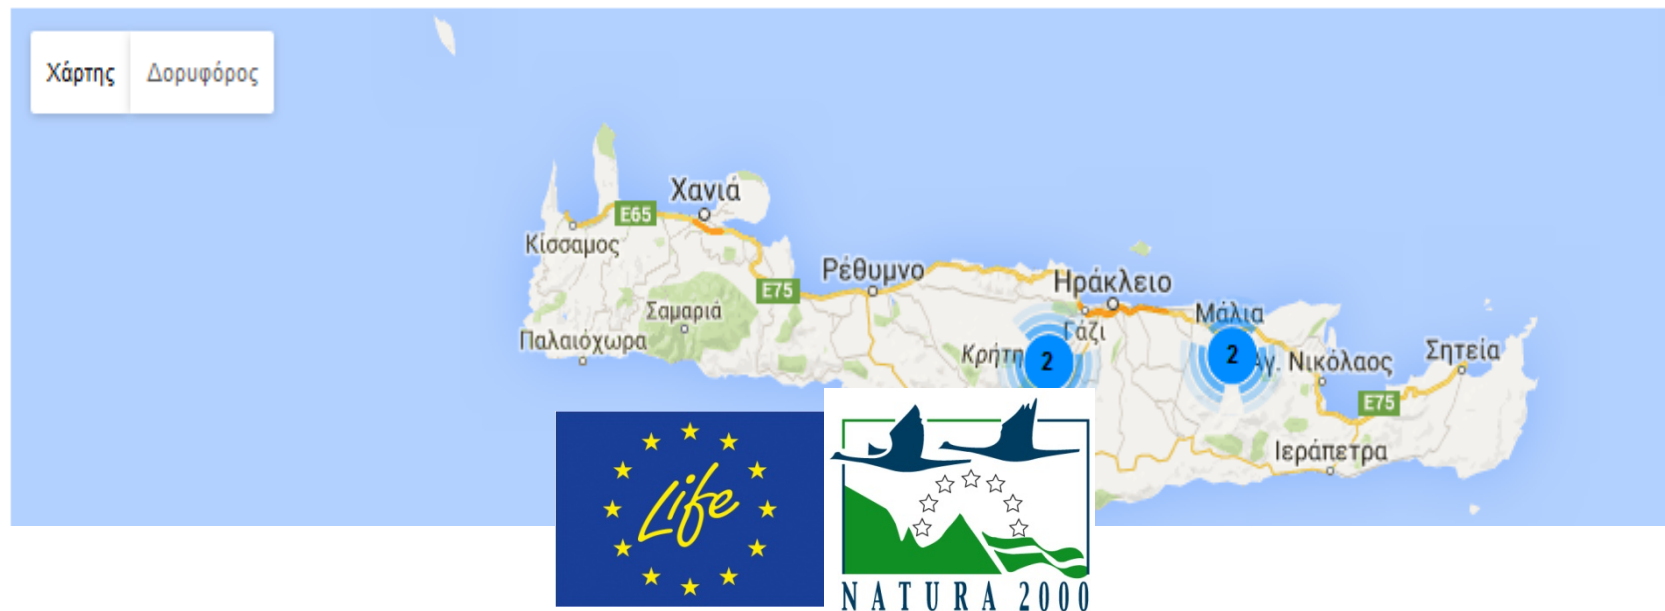 Χάρτης Δορυφόρος
Χανιά
E65
Κίσσαμος
Ρέθυμνο
E75
Ηράκλειο
Σαμαριά
Μάλια
Γάζι
Παλαιόχωρα
Κρήτη
2
2
Αγ. Νικόλαος
Σητεία
E75
Ιεράπετρα
Life
NATURA 2000